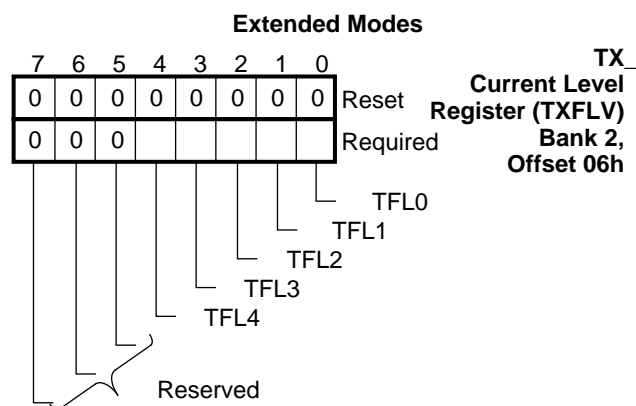 Extended Modes
7 6 5 4 3 2 1 0
0 0 0 0 0 0 0 0 Reset
0 0 0 Required
TX_
Current Level
Register (TXFLV)
Bank 2,
Offset 06h
TFL0
TFL1
TFL2
TFL3
TFL4
Reserved